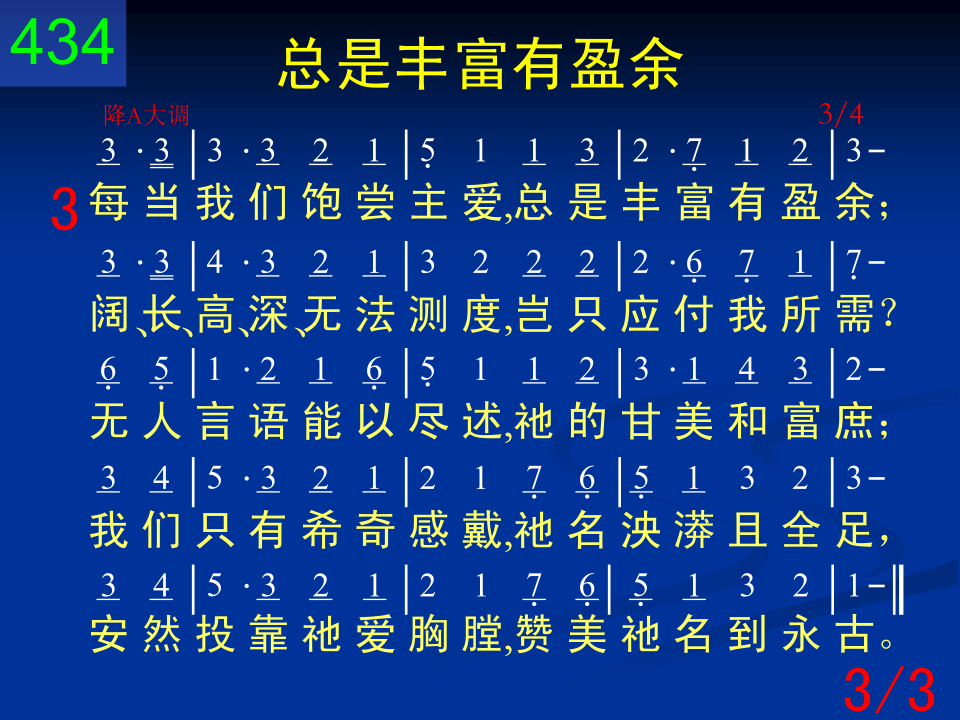 434
总是丰富有盈余
降A大调 3/4
3 · 3 | 3 · 3 2 1 | 5 1 1 3 | 2 · 7 1 2 | 3 -
3 每当我们饱尝主爱,总是丰富有盈余;
3 · 3 | 4 · 3 2 1 | 3 2 2 2 | 2 · 6 7 1 | 7 -
阔、长、高、深、无法测度,岂只应付我所需?
6 5 | 1 · 2 1 6 | 5 1 1 2 | 3 · 1 4 3 | 2 -
无人言语能以尽述,祂的甘美和富庶;
3 4 | 5 · 3 2 1 | 2 1 7 6 | 5 1 3 2 | 3 -
我们只有希奇感戴,祂名泱漭且全足,
3 4 | 5 · 3 2 1 | 2 1 7 6 | 5 1 3 2 | 1 - ‖
安然投靠祂爱胸膛,赞美祂名到永古。
3/3